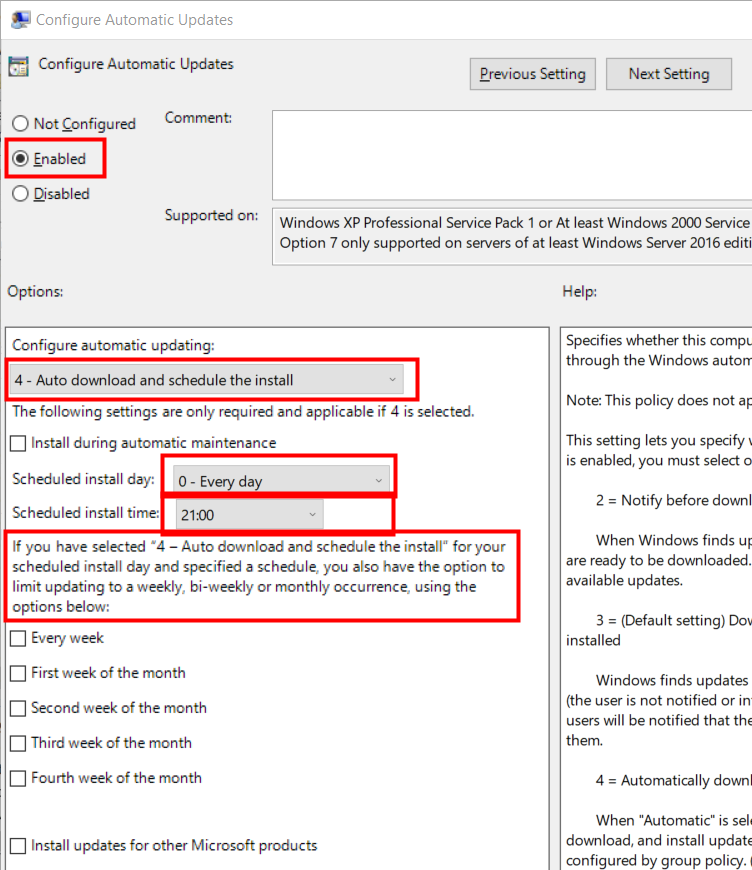 Configure Automatic Updates
Configure Automatic Updates
Previous Setting
Next Setting
Not Configured
Enabled
Disabled
Comment:
Supported on:
Windows XP Professional Service Pack 1 or At least Windows 2000 Service
Option 7 only supported on servers of at least Windows Server 2016 editi
Options:
Help:
Configure automatic updating:
4 - Auto download and schedule the install
The following settings are only required and applicable if 4 is selected.
Install during automatic maintenance
Scheduled install day:
0 - Every day
Scheduled install time:
21:00
If you have selected “4 – Auto download and schedule the install” for your
scheduled install day and specified a schedule, you also have the option to
limit updating to a weekly, bi-weekly or monthly occurrence, using the
options below:
Every week
First week of the month
Second week of the month
Third week of the month
Fourth week of the month
Install updates for other Microsoft products
Specifies whether this compu
through the Windows autom
Note: This policy does not ap
This setting lets you specify w
is enabled, you must select o
2 = Notify before downl
When Windows finds up
are ready to be downloaded.
available updates.
3 = (Default setting) Dow
installed
Windows finds updates
(the user is not notified or in
users will be notified that the
them.
4 = Automatically downl
When "Automatic" is sele
download, and install update
configured by group policy. (